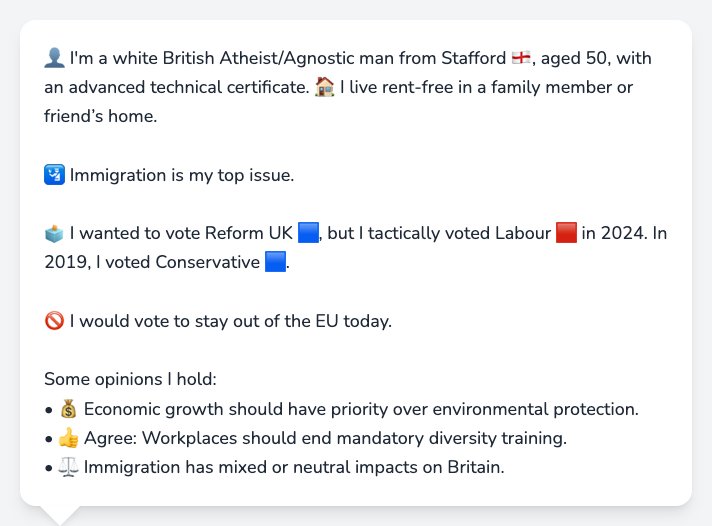 👤 I'm a white British Atheist/Agnostic man from Stafford 🏴󠁧󠁢󠁥󠁮󠁧󠁿, aged 50, with
an advanced technical certificate. 🏠 I live rent-free in a family member or
friend’s home.
🛂 Immigration is my top issue.
🗳️ I wanted to vote Reform UK 🟦, but I tactically voted Labour 🟥 in 2024. In
2019, I voted Conservative 🟦.
🚫 I would vote to stay out of the EU today.
Some opinions I hold:
• 💰 Economic growth should have priority over environmental protection.
• 👍 Agree: Workplaces should end mandatory diversity training.
• ⚖️ Immigration has mixed or neutral impacts on Britain.